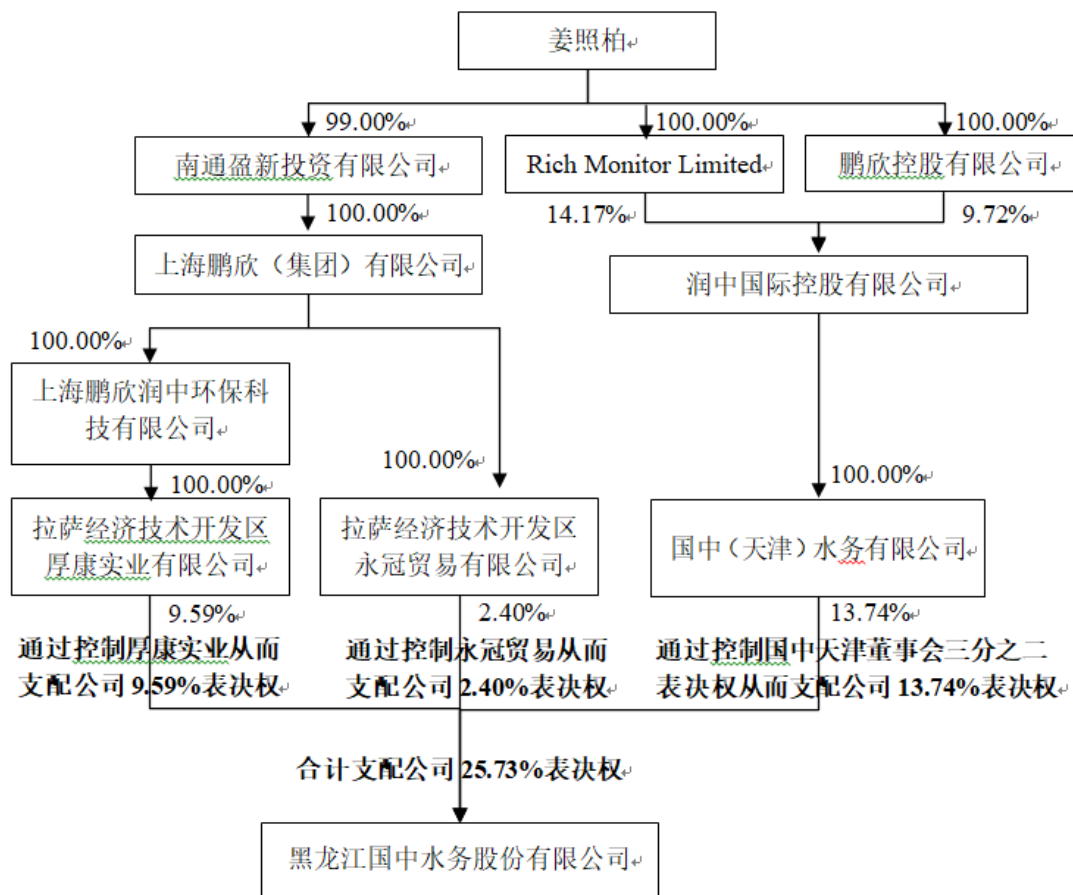 姜照柏
99.00%
100.00%
100.00%
南通盈新投资有限公司
Rich Monitor Limited
鹏欣控股有限公司
100.00%
14.17%
9.72%
上海鹏欣（集团）有限公司
润中国际控股有限公司
100.00%
上海鹏欣润中环保科
技有限公司
100.00%
100.00%
100.00%
拉萨经济技术开发区
厚康实业有限公司
拉萨经济技术开发区
永冠贸易有限公司
国中（天津）水务有限公司
9.59%
2.40%
13.74%
通过控制厚康实业从而
支配公司 9.59%表决权
通过控制永冠贸易从而
支配公司 2.40%表决权
通过控制国中天津董事会三分之二
表决权从而支配公司 13.74%表决权
合计支配公司 25.73%表决权
黑龙江国中水务股份有限公司